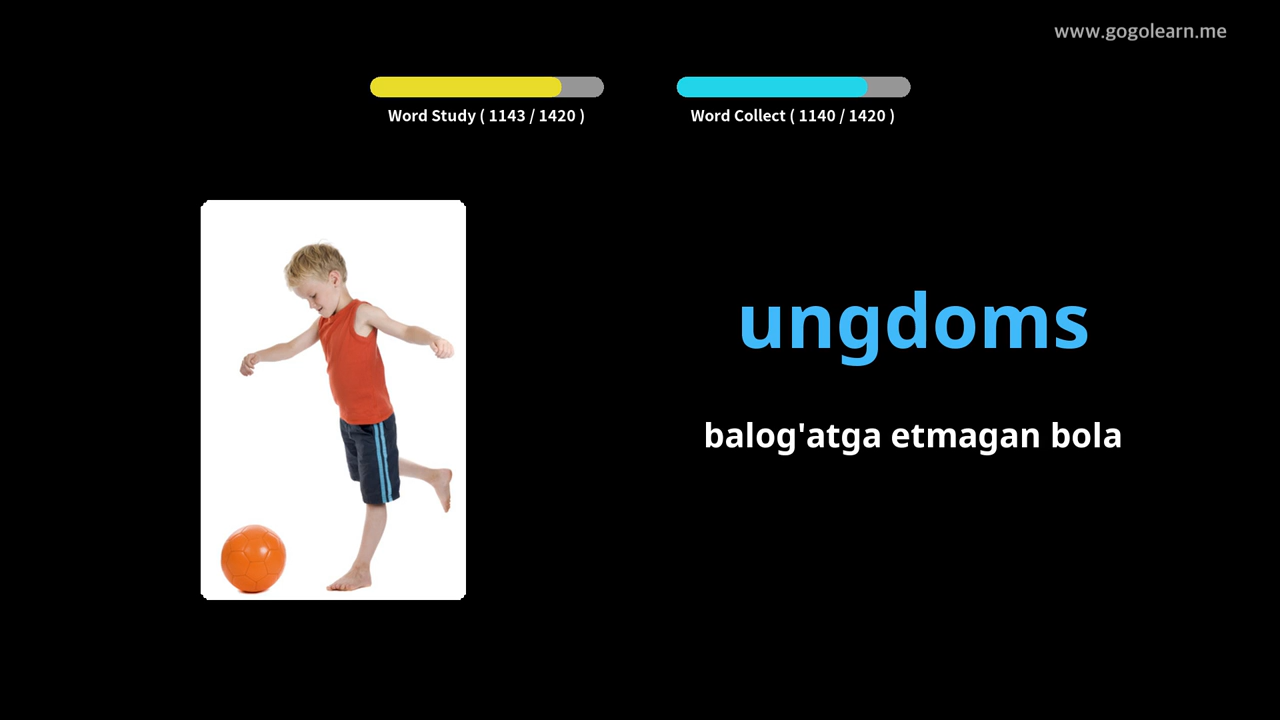 www.gogolearn.me
Word Study ( 1143 / 1420 )
Word Collect ( 1140 / 1420 )
ungdoms
balog'atga etmagan bola